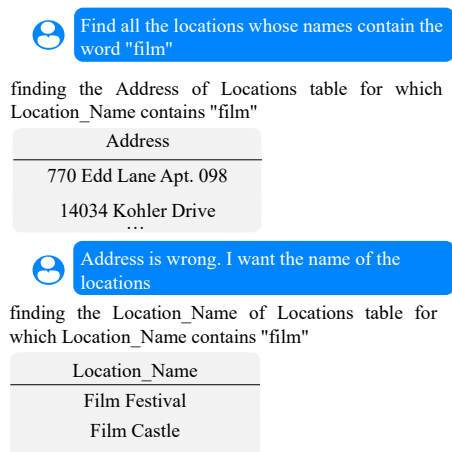 Find all the locations whose names contain the
word "film"
finding the Address of Locations table for which
Location_Name contains "film"
Address
770 Edd Lane Apt. 098
14034 Kohler Drive
...
Address is wrong. I want the name of the
locations
finding the Location_Name of Locations table for
which Location_Name contains "film"
Location_Name
Film Festival
Film Castle